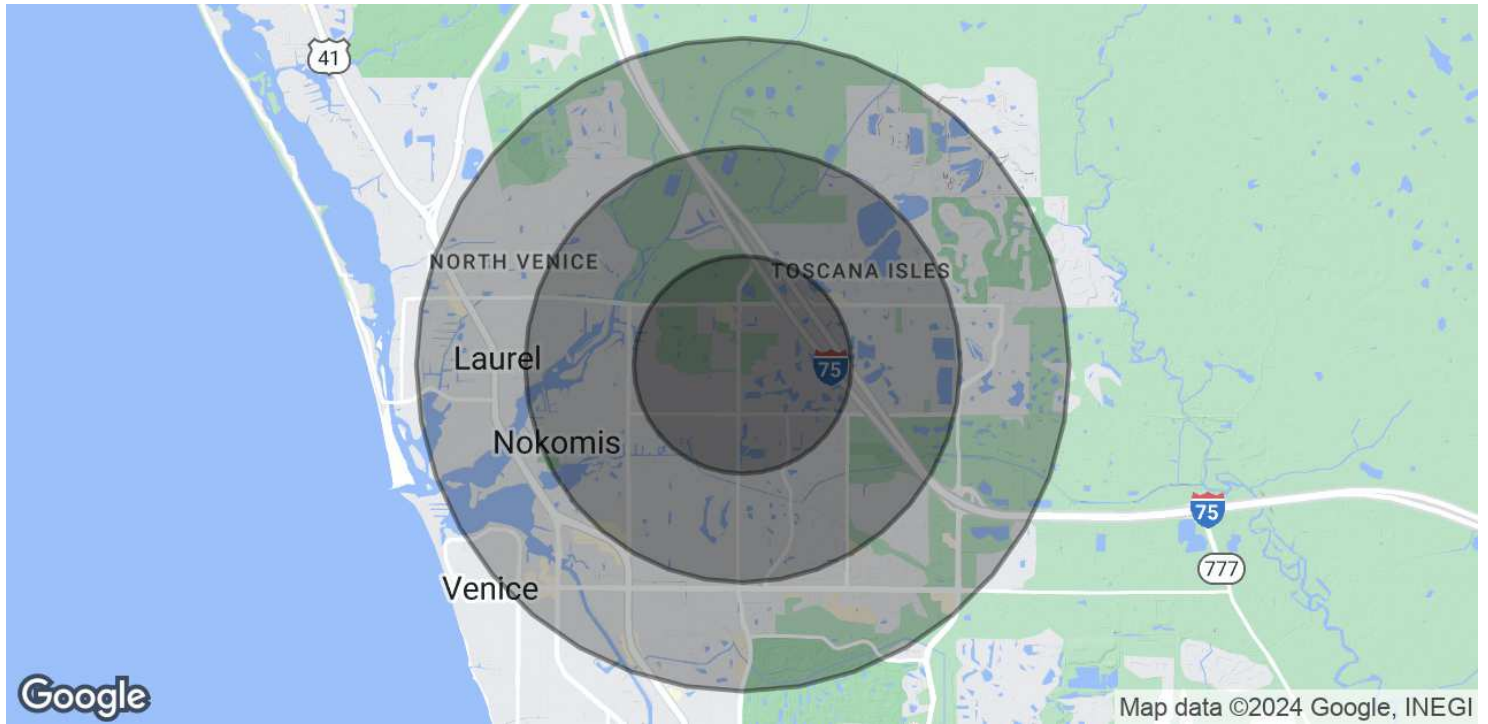 41
NORTH VENICE
TOSCANA ISLES
Laurel
75
Nokomis
75
777
Venice
Google
Map data ©2024 Google, INEGI